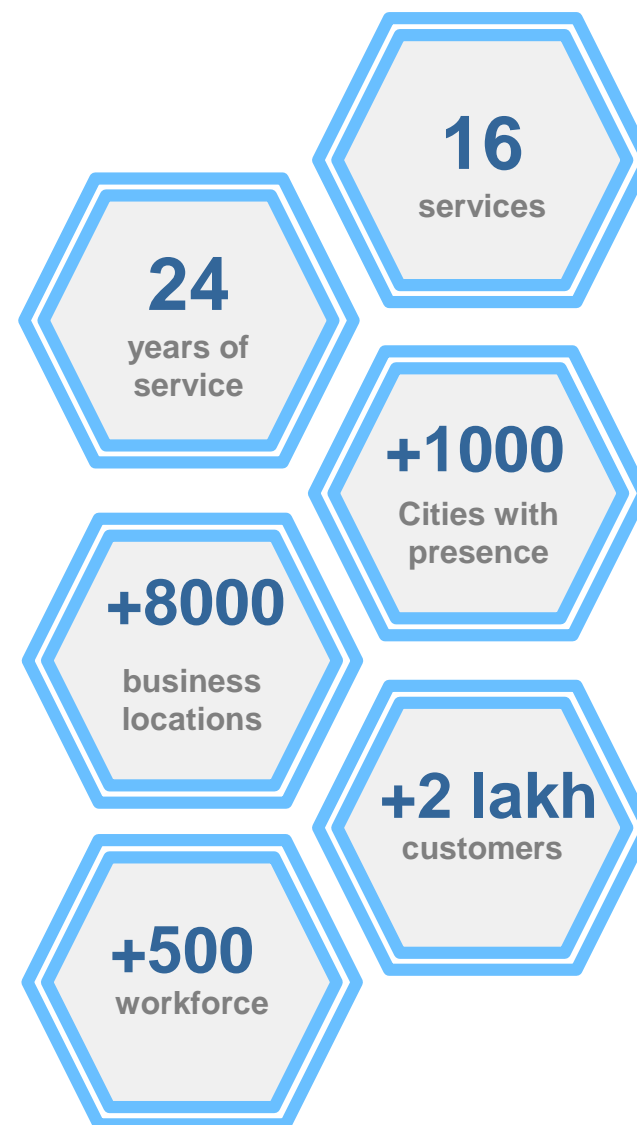 16
services
24
years of
service
+1000
Cities with
presence
+8000
business
locations
+2 lakh
customers
+500
workforce